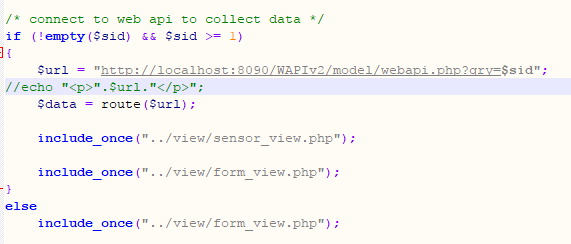 /* connect to web api to collect data */
if (!empty($sid) && $sid >= 1)
{
$url = "http://localhost:8090/WAPIv2/model/webapi.php?qry=$sid";
//echo "<p>".$url."</p>";
$data = route($url);
include_once("../view/sensor_view.php");
include_once("../view/form_view.php");
}
else
include_once("../view/form_view.php");